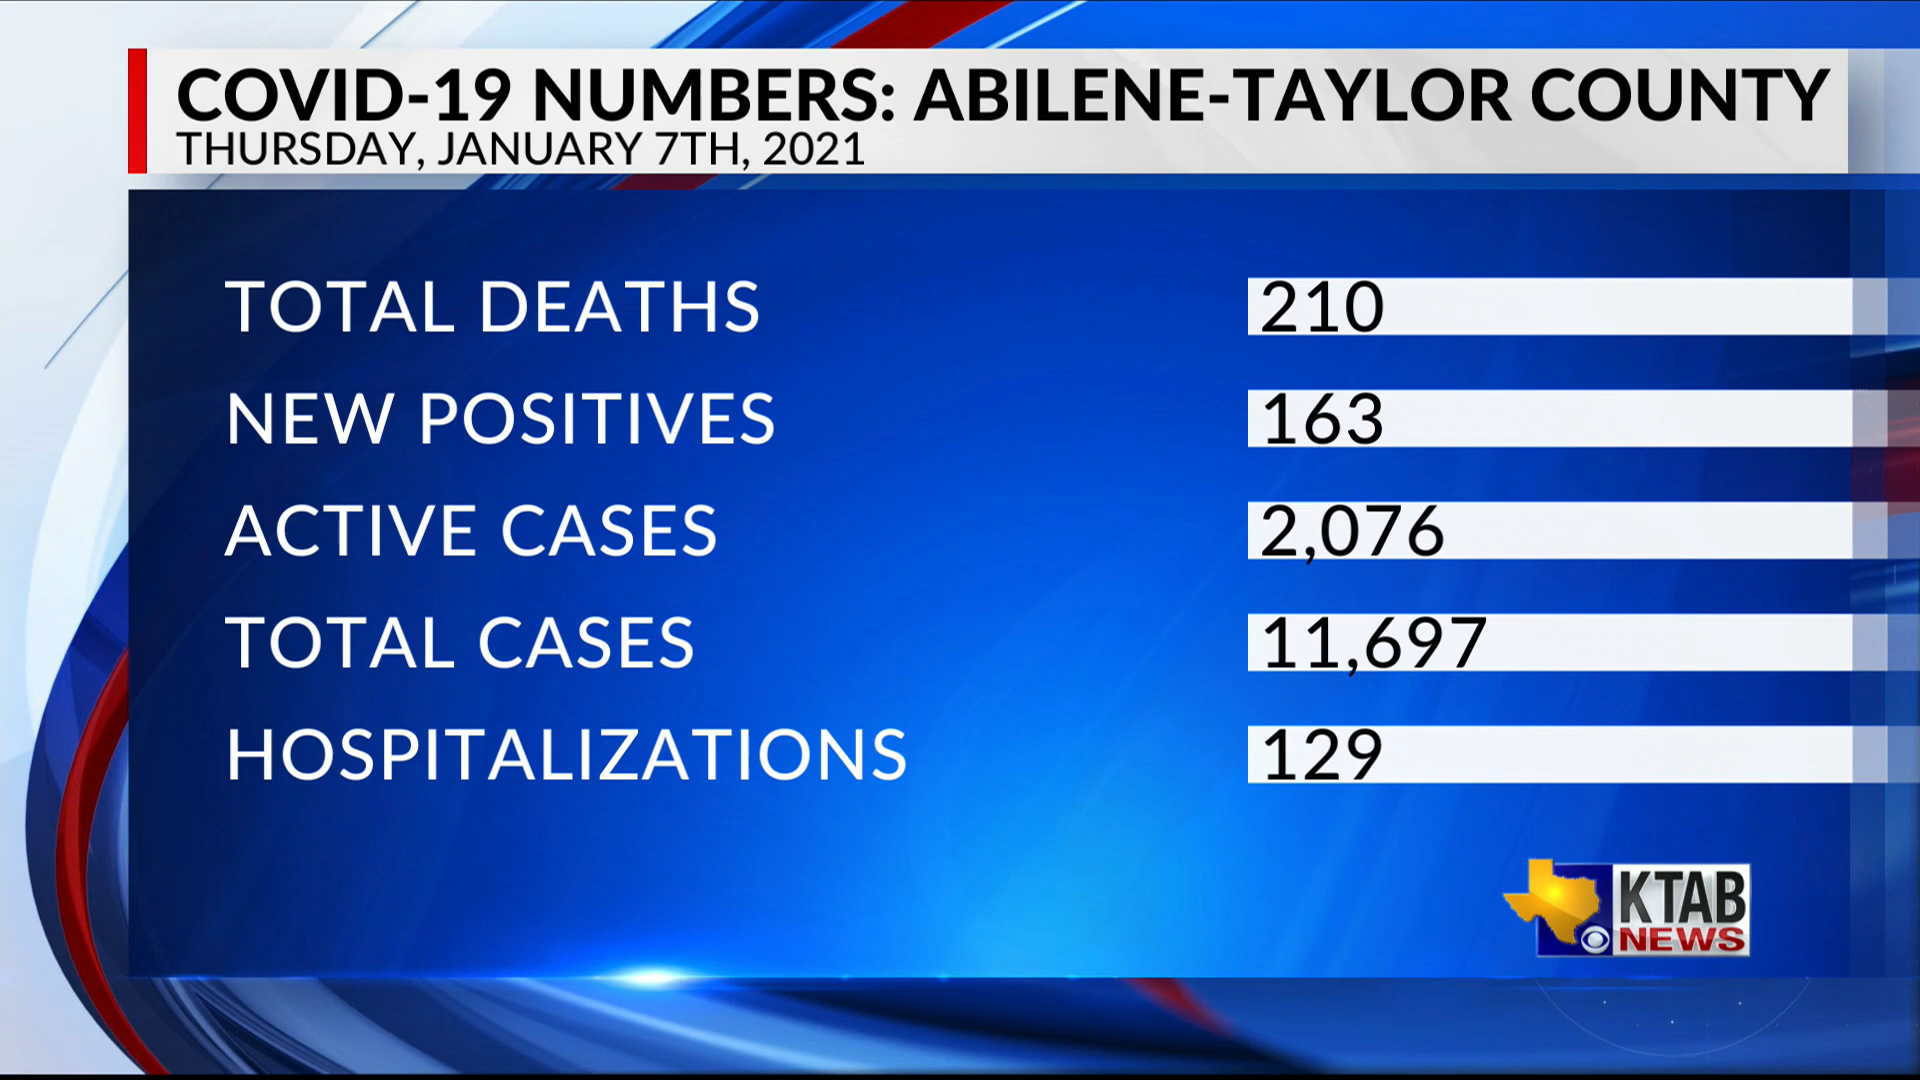 COVID-19 NUMBERS: ABILENE-TAYLOR COUNTY
THURSDAY, JANUARY 7TH, 2021
TOTAL DEATHS 210
NEW POSITIVES 163
ACTIVE CASES 2,076
TOTAL CASES 11,697
HOSPITALIZATIONS 129
KTAB
NEWS